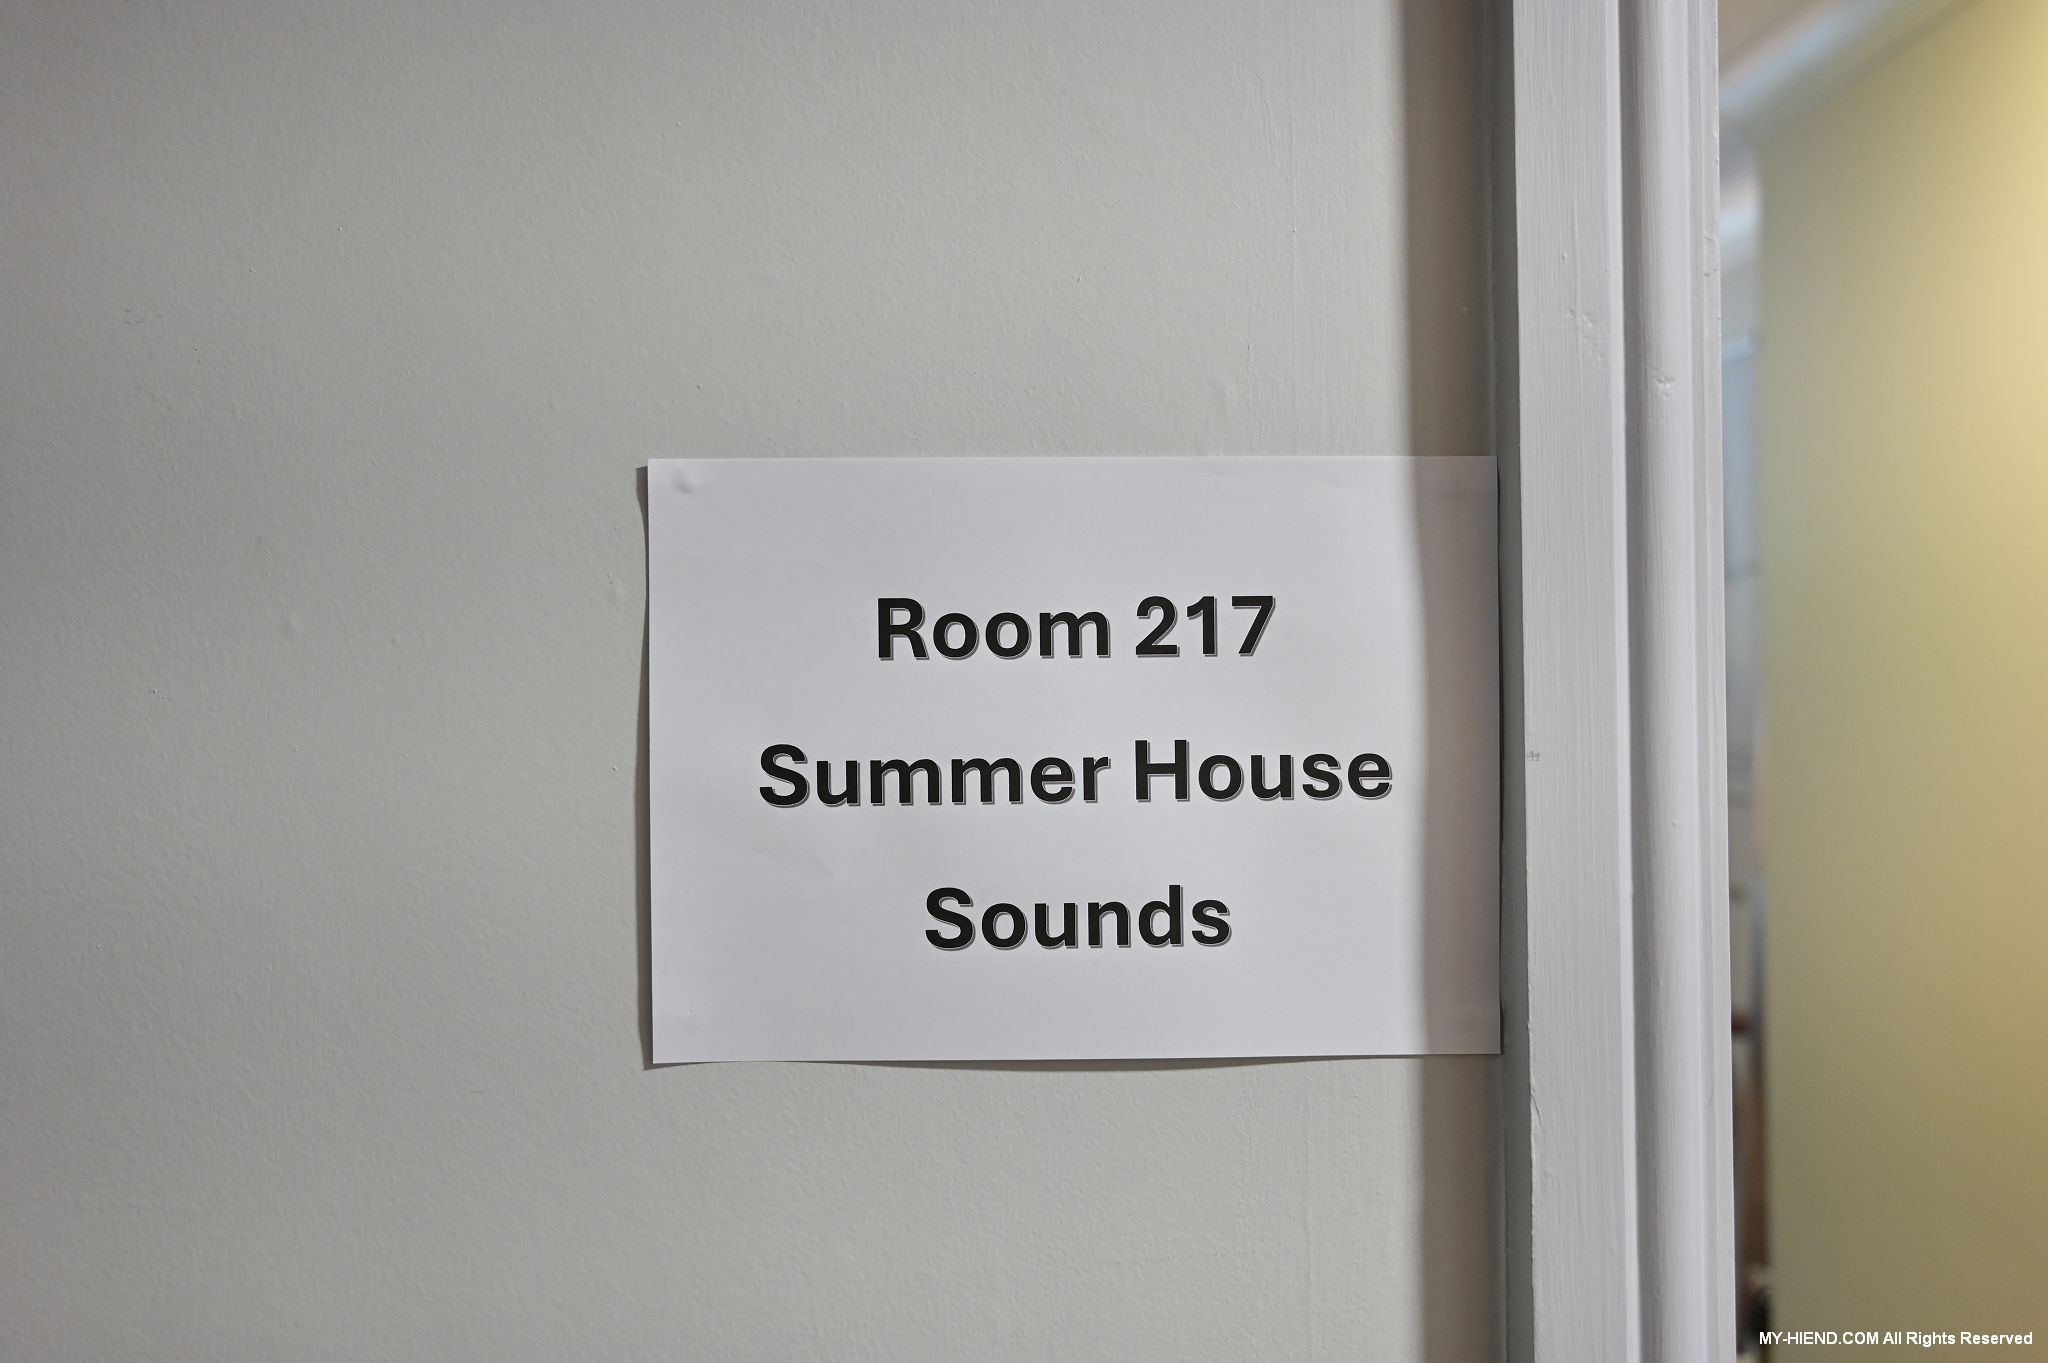 Room 217
Summer House
Sounds
MY-HIEND.COM All Rights Reserved